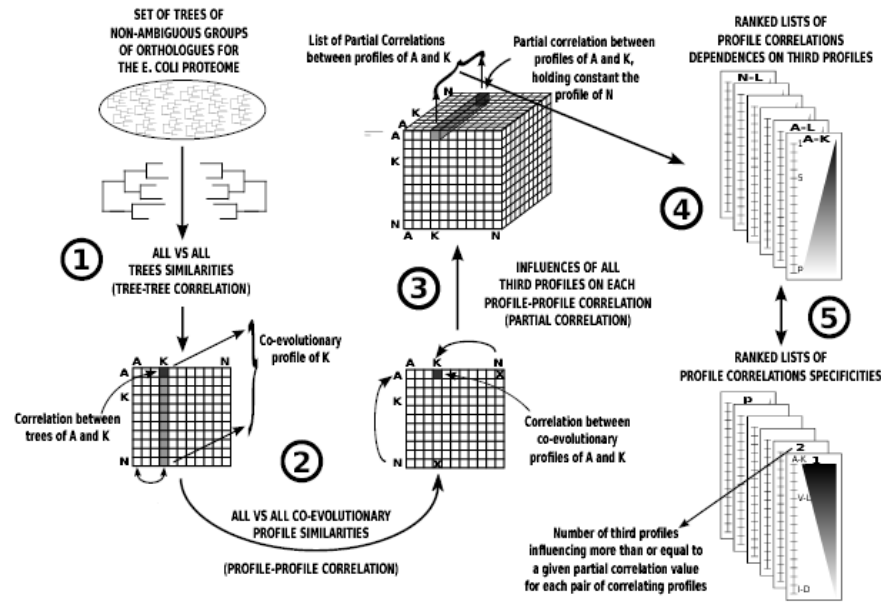 SET OF TREES OF
NON-AMBIGUOUS GROUPS
OF ORTHOLOGUES FOR
THE E. COLI PROTEOME
1
ALL VS ALL
TREES SIMILARITIES
(TREE-TREE CORRELATION)
A K N
A
K
N
Co-evolutionary
profile of K
Correlation between
trees of A and K
2
ALL VS ALL CO-EVOLUTIONARY
PROFILE SIMILARITIES
(PROFILE-PROFILE CORRELATION)
A K N
A X
K
N X
Correlation between
co-evolutionary
profiles of A and K
3
INFLUENCES OF ALL
THIRD PROFILES ON EACH
PROFILE-PROFILE CORRELATION
(PARTIAL CORRELATION)
List of Partial Correlations
between profiles of A and K
Partial correlation between
profiles of A and K,
holding constant the
profile of N
N
K
A
A
K
N
A K N
4
RANKED LISTS OF
PROFILE CORRELATIONS
DEPENDENCES ON THIRD PROFILES
N-L
A-L
A-K
1
S
P
5
RANKED LISTS OF
PROFILE CORRELATIONS SPECIFICITIES
p
2
1
A-K
V-L
I-D
Number of third profiles
influencing more than or equal to
a given partial correlation value
for each pair of correlating profiles